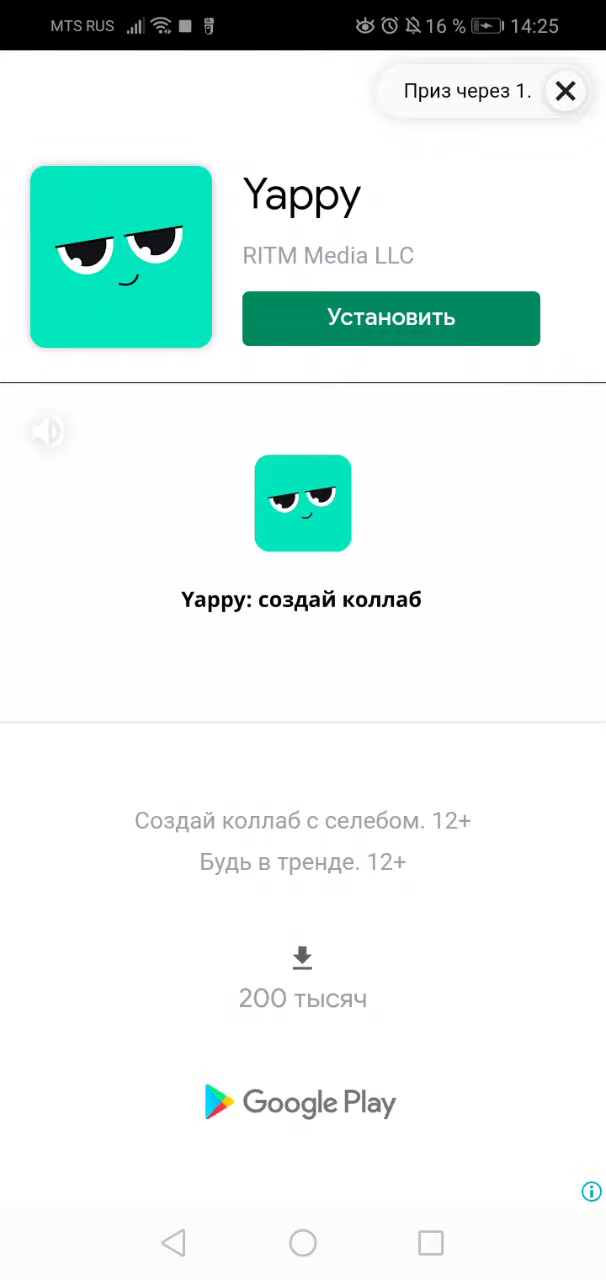 MTS RUS 16 % 14:25
Приз через 1.
Yappy
RITM Media LLC
Установить
Yappy: создай коллаб
Создай коллаб с селебом. 12+
Будь в тренде. 12+
200 тысяч
Google Play